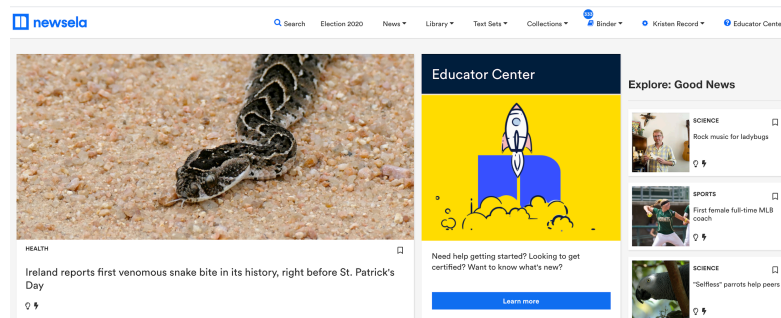 newsela
Search
Election 2020
News
Library
Text Sets
Collections
Binder
Kristen Record
Educator Cente
HEALTH
Ireland reports first venomous snake bite in its history, right before St. Patrick's
Day
Educator Center
Need help getting started? Looking to get
certified? Want to know what's new?
Learn more
Explore: Good News
SCIENCE
Rock music for ladybugs
SPORTS
First female full-time MLB
coach
SCIENCE
"Selfless" parrots help peers